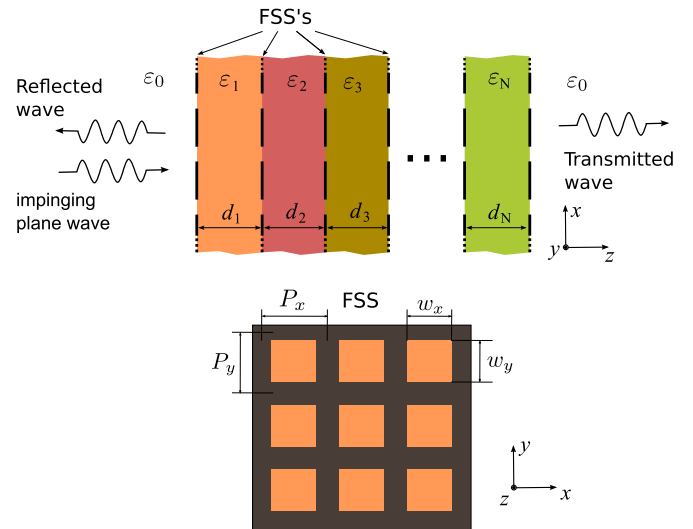 FSS's
ε0 ε1 ε2 ε3 εN ε0
Reflected
wave
impinging
plane wave
Transmitted
wave
d1 d2 d3 ... dN
x
y z
Px FSS wx
Py wy
y
z x